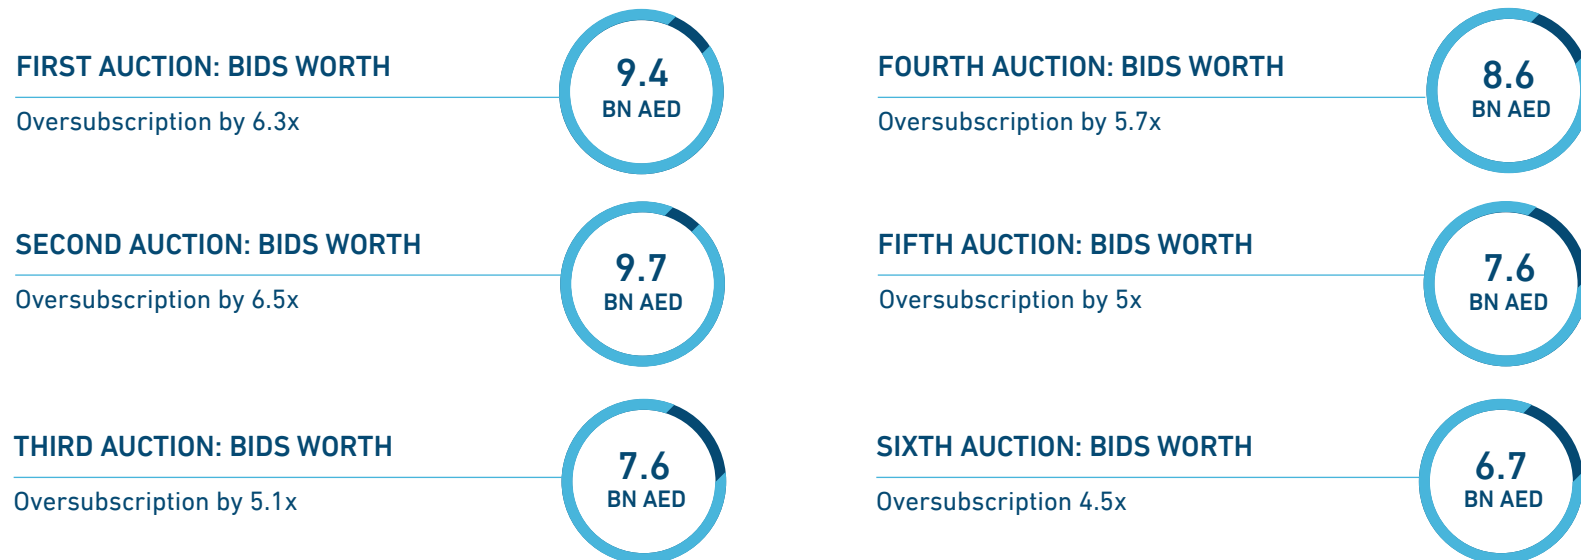 FIRST AUCTION: BIDS WORTH
Oversubscription by 6.3x
9.4
BN AED
SECOND AUCTION: BIDS WORTH
Oversubscription by 6.5x
9.7
BN AED
THIRD AUCTION: BIDS WORTH
Oversubscription by 5.1x
7.6
BN AED
FOURTH AUCTION: BIDS WORTH
Oversubscription by 5.7x
8.6
BN AED
FIFTH AUCTION: BIDS WORTH
Oversubscription by 5x
7.6
BN AED
SIXTH AUCTION: BIDS WORTH
Oversubscription 4.5x
6.7
BN AED